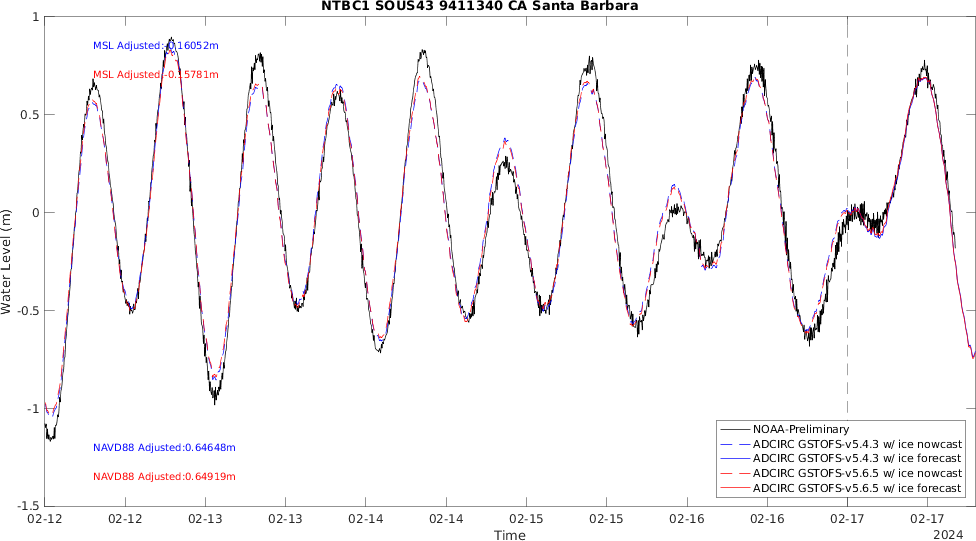 NTBC1 SOUS43 9411340 CA Santa Barbara
1
0.5
0
-0.5
-1
-1.5
Water Level (m)
MSL Adjusted:-0.16052m
MSL Adjusted:-0.15781m
NAVD88 Adjusted:0.64648m
NAVD88 Adjusted:0.64919m
NOAA-Preliminary
ADCIRC GSTOFS-v5.4.3 w/ ice nowcast
ADCIRC GSTOFS-v5.4.3 w/ ice forecast
ADCIRC GSTOFS-v5.6.5 w/ ice nowcast
ADCIRC GSTOFS-v5.6.5 w/ ice forecast
02-12 02-12 02-13 02-13 02-14 02-14 02-15 02-15 02-16 02-16 02-17 02-17
Time
2024